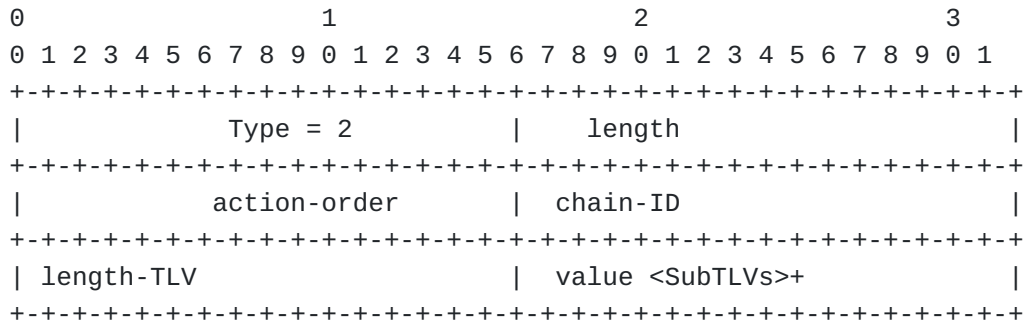 0                   1                   2                   3
0 1 2 3 4 5 6 7 8 9 0 1 2 3 4 5 6 7 8 9 0 1 2 3 4 5 6 7 8 9 0 1
+-+-+-+-+-+-+-+-+-+-+-+-+-+-+-+-+-+-+-+-+-+-+-+-+-+-+-+-+-+-+-+-+
|             Type = 2          |    length                     |
+-+-+-+-+-+-+-+-+-+-+-+-+-+-+-+-+-+-+-+-+-+-+-+-+-+-+-+-+-+-+-+-+
|            action-order       |  chain-ID                     |
+-+-+-+-+-+-+-+-+-+-+-+-+-+-+-+-+-+-+-+-+-+-+-+-+-+-+-+-+-+-+-+-+
| length-TLV                    |  value <SubTLVs>+             |
+-+-+-+-+-+-+-+-+-+-+-+-+-+-+-+-+-+-+-+-+-+-+-+-+-+-+-+-+-+-+-+-+